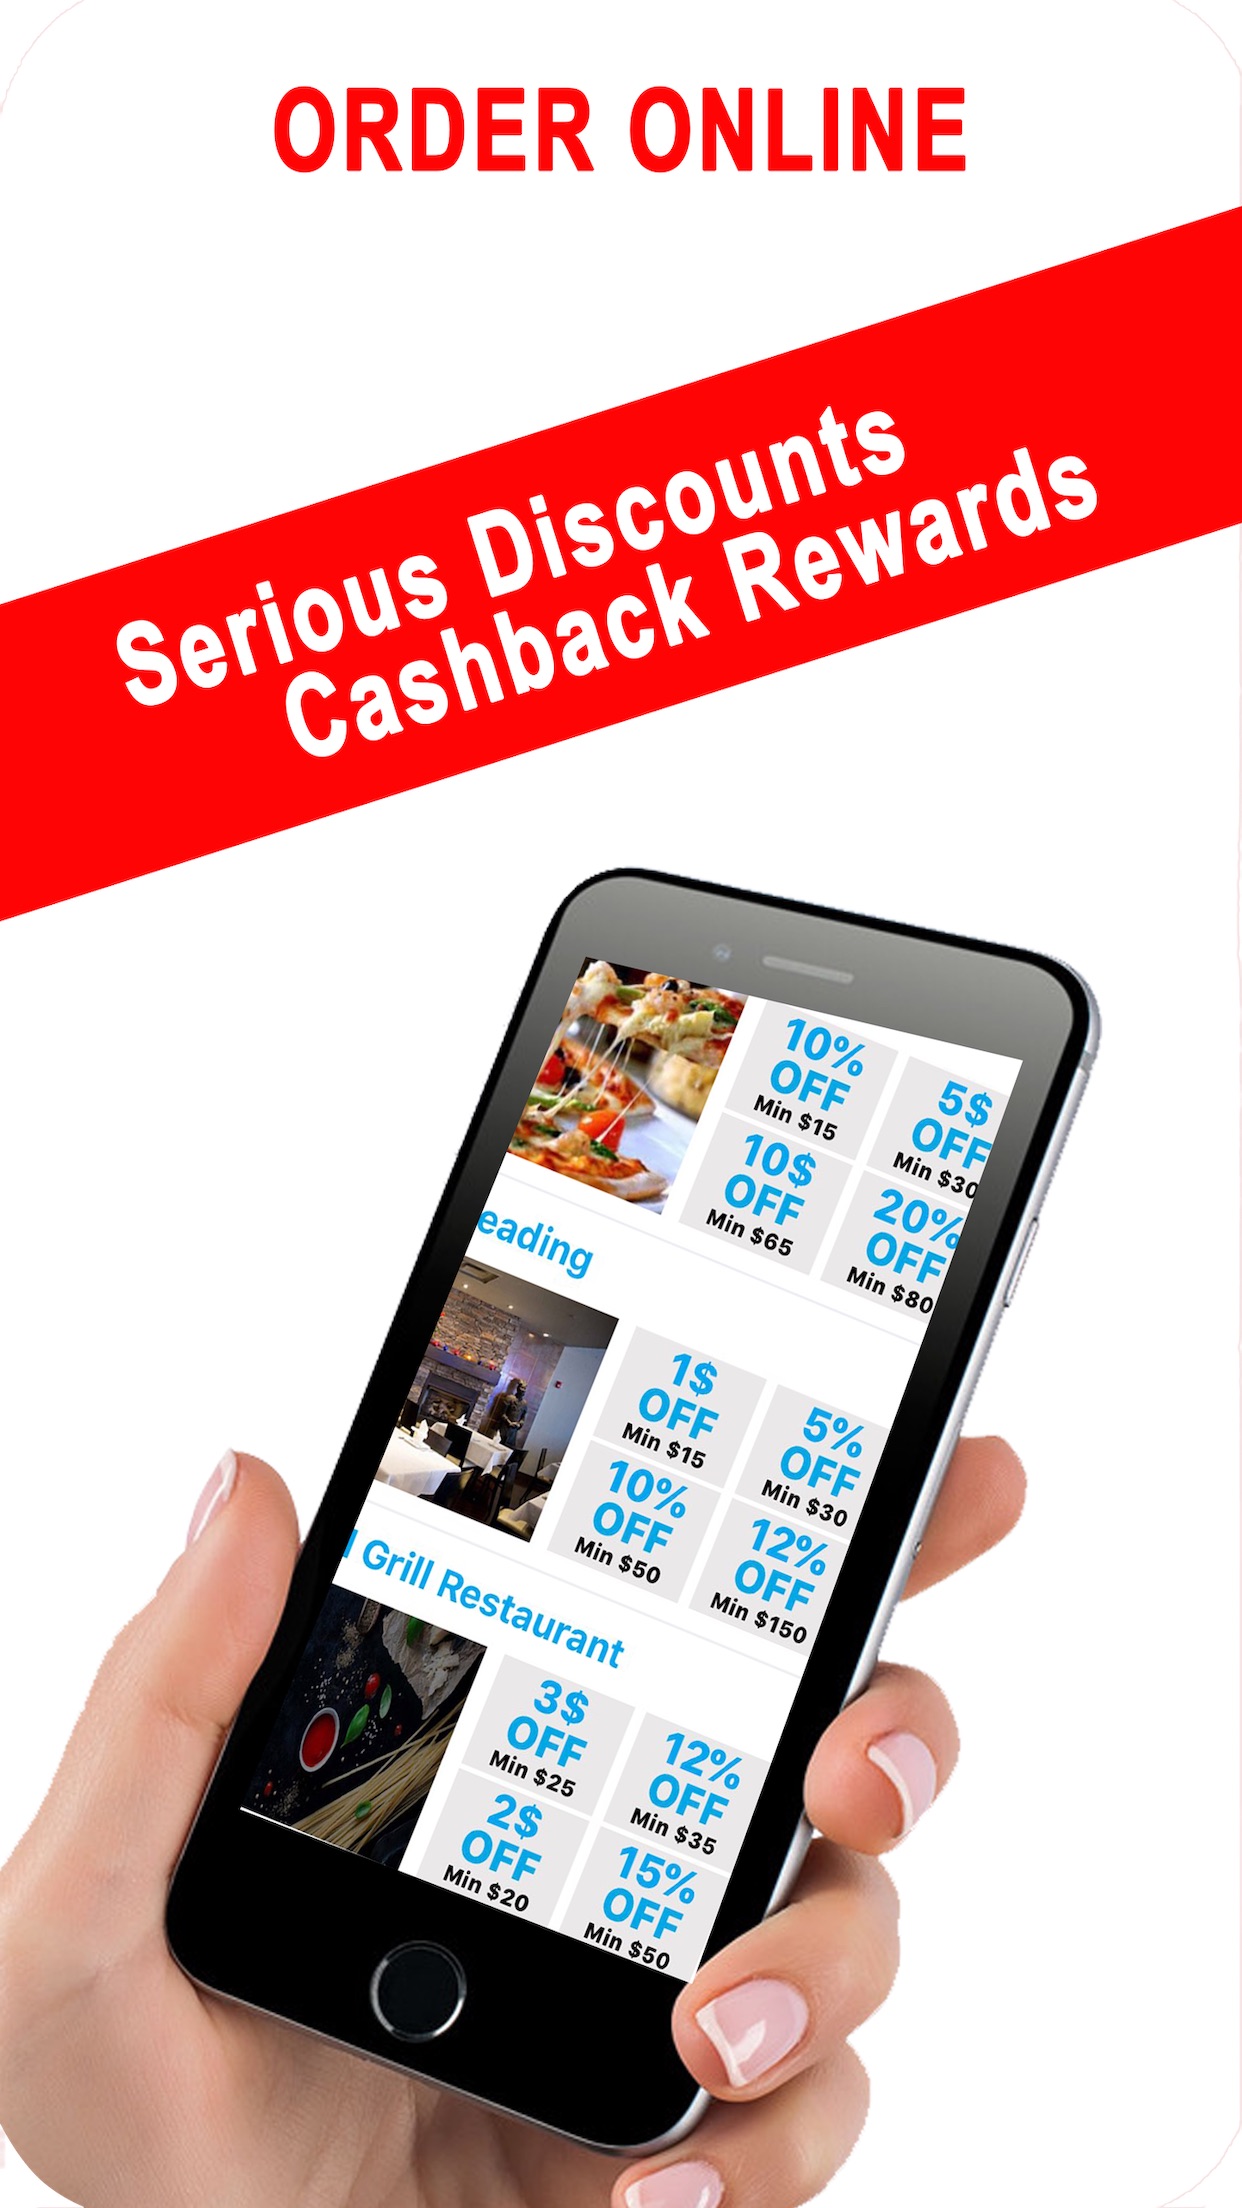 ORDER ONLINE
Serious Discounts
Cashback Rewards
10%
OFF
Min $15
5$
OFF
Min $30
10$
OFF
Min $65
20%
OFF
Min $80
eading
1$
OFF
Min $15
5%
OFF
Min $30
10%
OFF
Min $50
12%
OFF
Min $150
Grill Restaurant
3$
OFF
Min $25
12%
OFF
Min $35
2$
OFF
Min $20
15%
OFF
Min $50